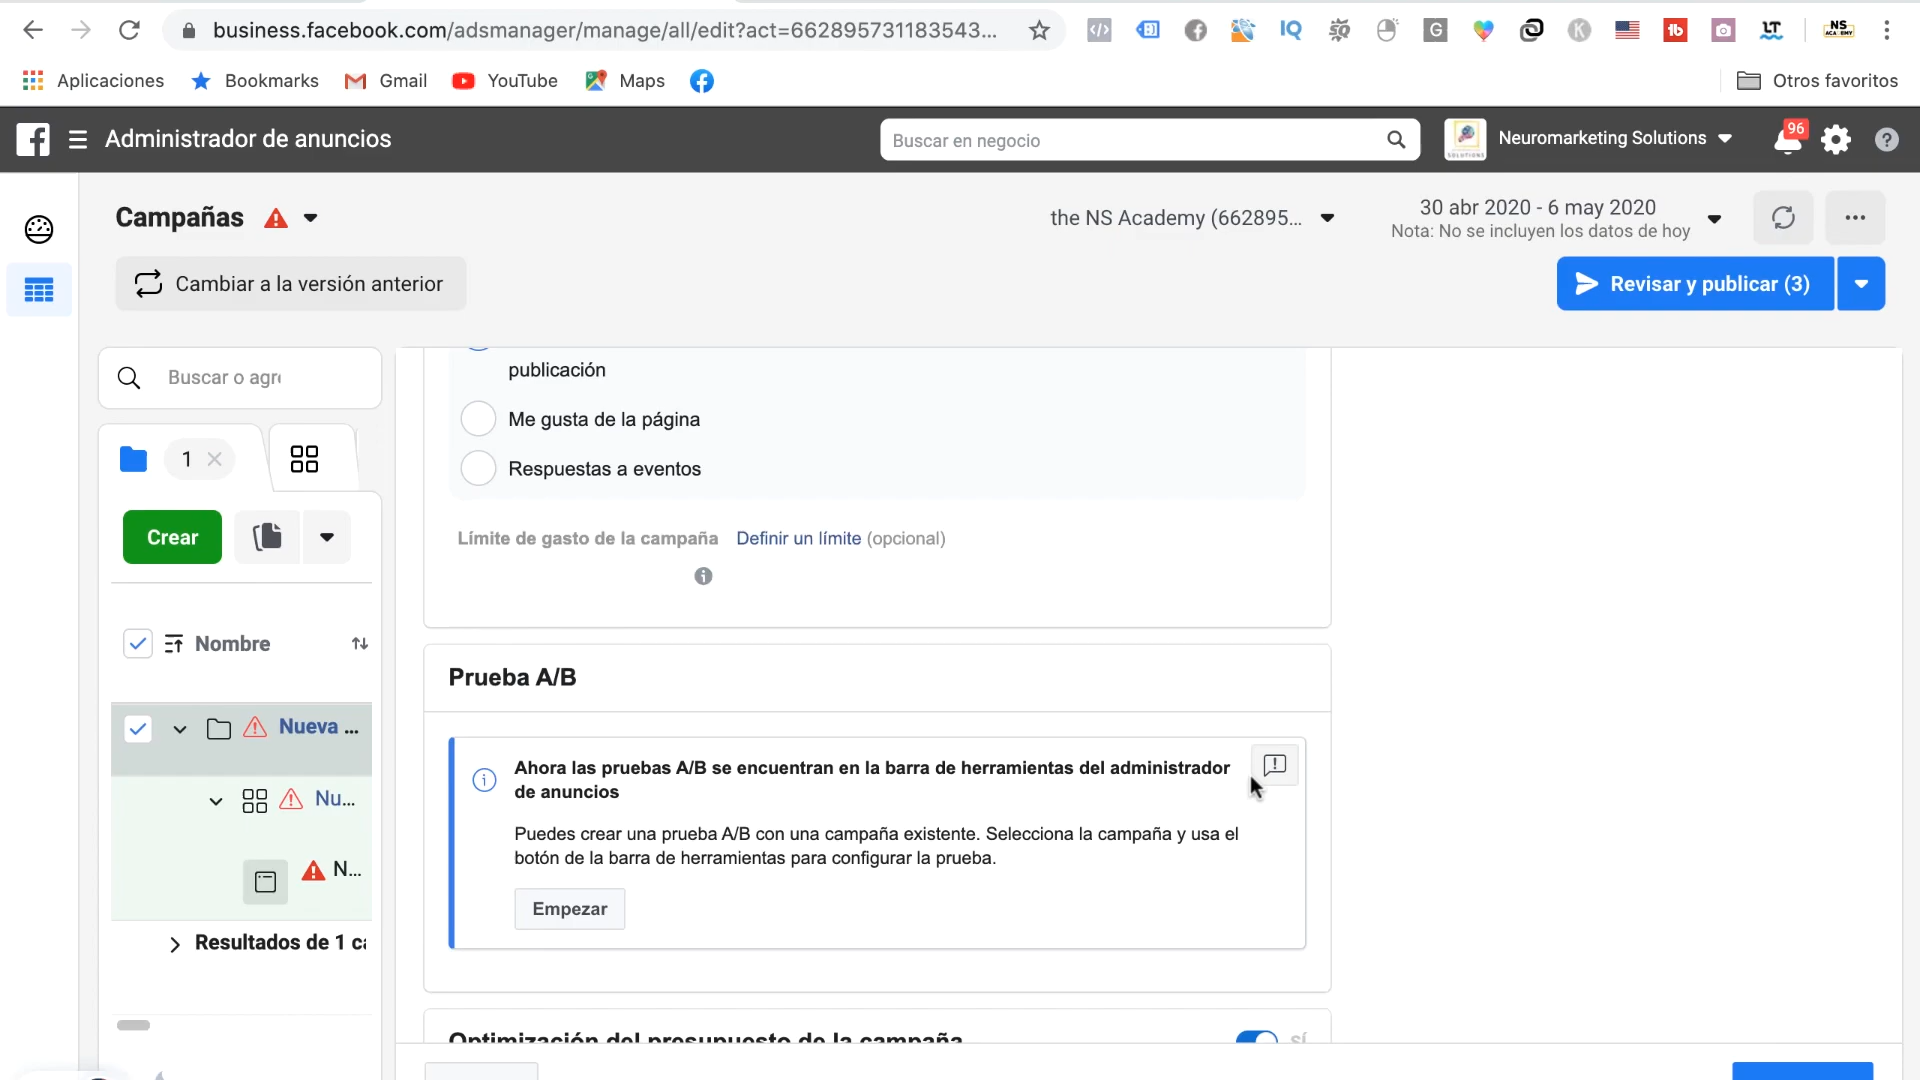 business.facebook.com/adsmanager/manage/all/edit?act=662895731183543...
Aplicaciones
Bookmarks
Gmail
YouTube
Maps
Otros favoritos
Administrador de anuncios
Buscar en negocio
Neuromarketing Solutions
96
Campañas
the NS Academy (662895...
30 abr 2020 - 6 may 2020
Nota: No se incluyen los datos de hoy
Cambiar a la versión anterior
Revisar y publicar (3)
Buscar o agre
publicación
Me gusta de la página
1
Respuestas a eventos
Crear
Límite de gasto de la campaña Definir un límite (opcional)
Nombre
Prueba A/B
Nueva ...
Ahora las pruebas A/B se encuentran en la barra de herramientas del administrador
de anuncios
Nu...
Puedes crear una prueba A/B con una campaña existente. Selecciona la campaña y usa el
botón de la barra de herramientas para configurar la prueba.
N...
Empezar
Resultados de 1 ca
Optimización del presupuesto de la campaña
SÍ